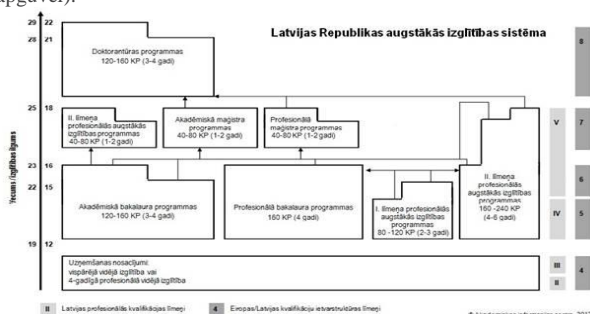 Latvijas Republikas augstākās izglītības sistēma
29 22
28 21
Doktorantūras programmas
120-160 KP (3-4 gadi)
8
25 18
II. līmeņa
profesionālās augstākās
izglītības programmas
40-80 KP (1-2 gadi)
Akadēmiskā maģistra
programmas
40-80 KP (1-2 gadi)
Profesionālā
maģistra programmas
40-80 KP (1-2 gadi)
V
7
Vecums / Izglītības ilgums
23 16
22 15
Akadēmiskā bakalaura programmas
120-160 KP (3-4 gadi)
Profesionālā bakalaura programmas
160 KP (4 gadi)
I. līmeņa profesionālās
augstākās izglītības
programmas
80 -120 KP (2-3 gadi)
II. līmeņa
profesionālās
augstākās
izglītības
programmas
160 -240 KP
(4-6 gadi)
6
IV
5
19 12
Uzņemšanas nosacījumi:
vispārējā vidējā izglītība vai
4-gadīgā profesionālā vidējā izglītība
III
II
4
II Latvijas profesionālās kvalifikācijas līmeņi
4 Eiropas/Latvijas kvalifikāciju ietvarstruktūras līmeņi